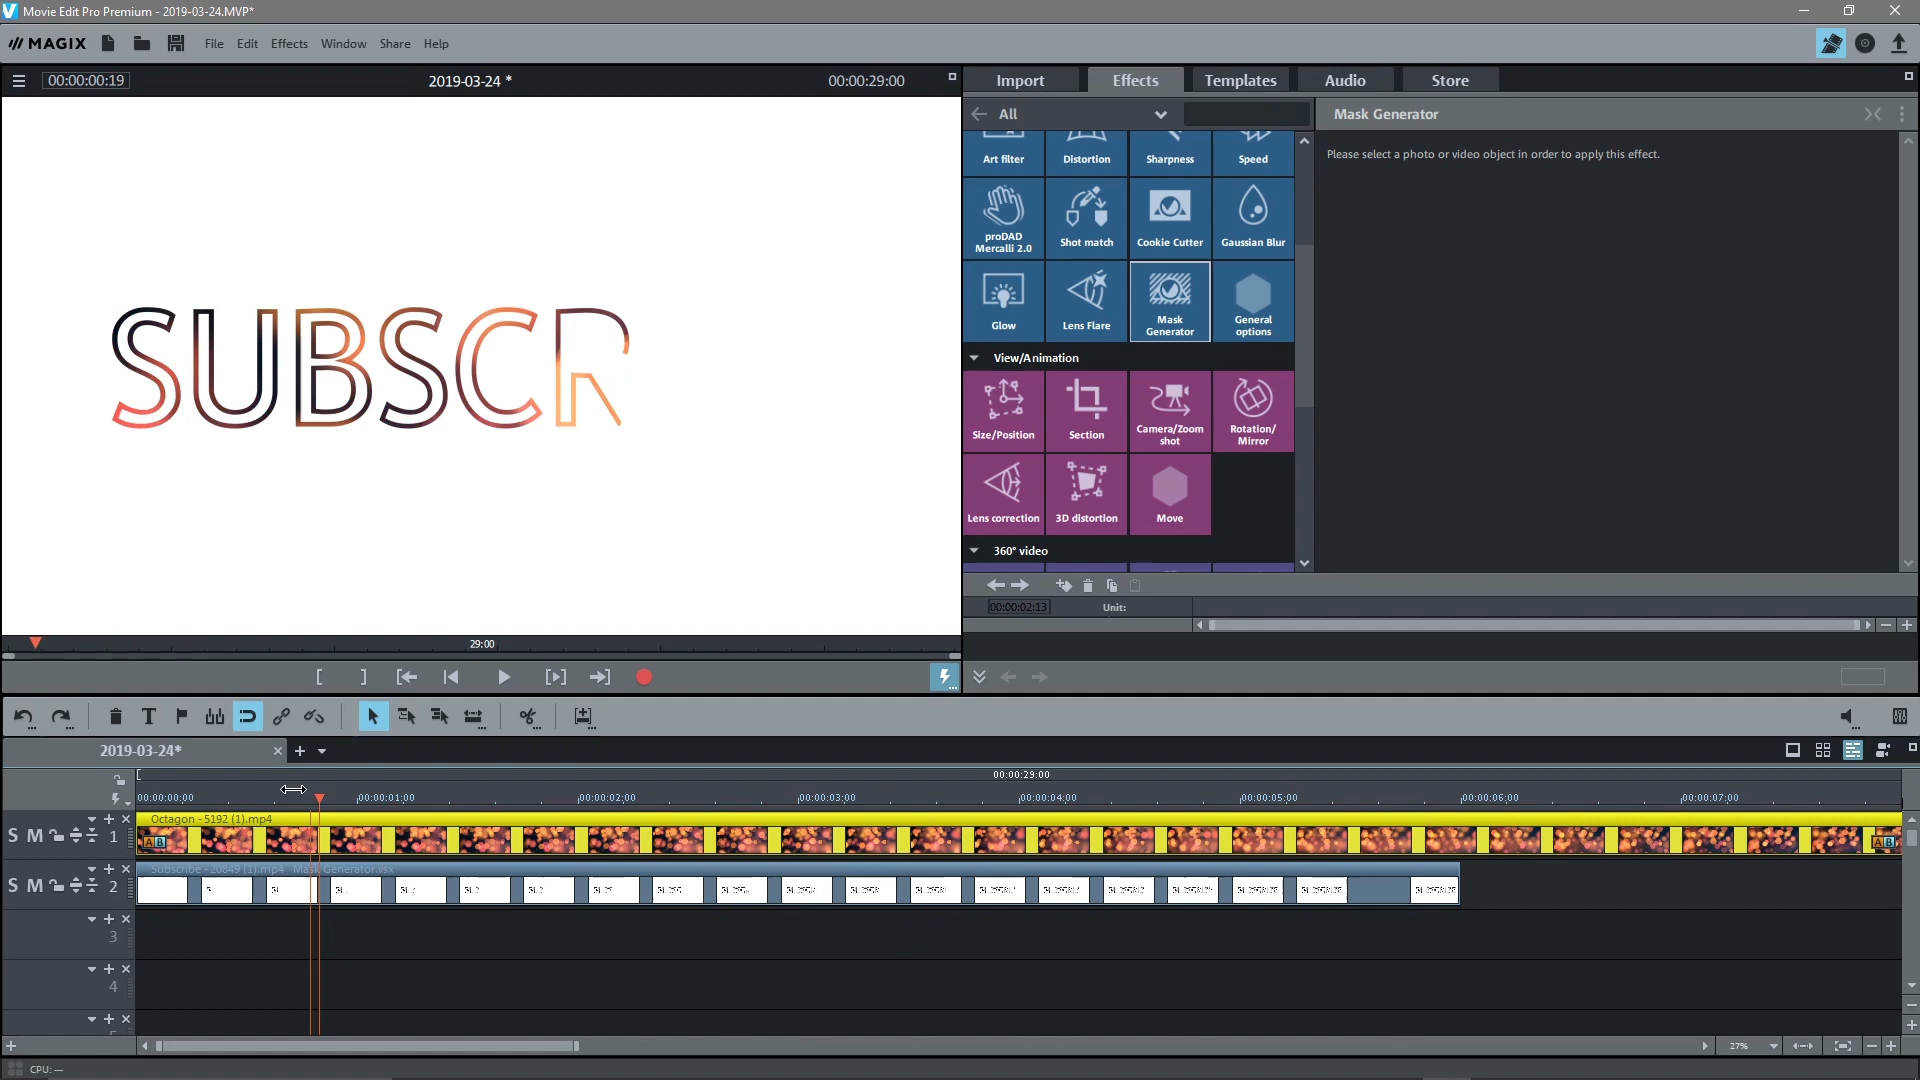 Movie Edit Pro Premium - 2019-03-24.MVP*
MAGIX File Edit Effects Window Share Help
00:00:00:19 2019-03-24 * 00:00:29:00
Import Effects Templates Audio Store
All
Mask Generator
Please select a photo or video object in order to apply this effect.
Art filter Distortion Sharpness Speed
proDAD Mercalli 2.0 Shot match Cookie Cutter Gaussian Blur
Glow Lens Flare Mask Generator General options
View/Animation
Size/Position Section Camera/Zoom shot Rotation/ Mirror
Lens correction 3D distortion Move
360° video
00:00:02:13 Unit:
SUBSCR
29:00
2019-03-24*
00:00:29:00
00:00:00;00 00:00:01;00 00:00:02;00 00:00:03;00 00:00:04;00 00:00:05;00 00:00:06;00 00:00:07;00
Octagon - 5192 (1).mp4
S M 1
A B A B
Subscribe - 20849 (1).mp4 Mask Generator.vsx
S M 2
3
4
27%
CPU: —